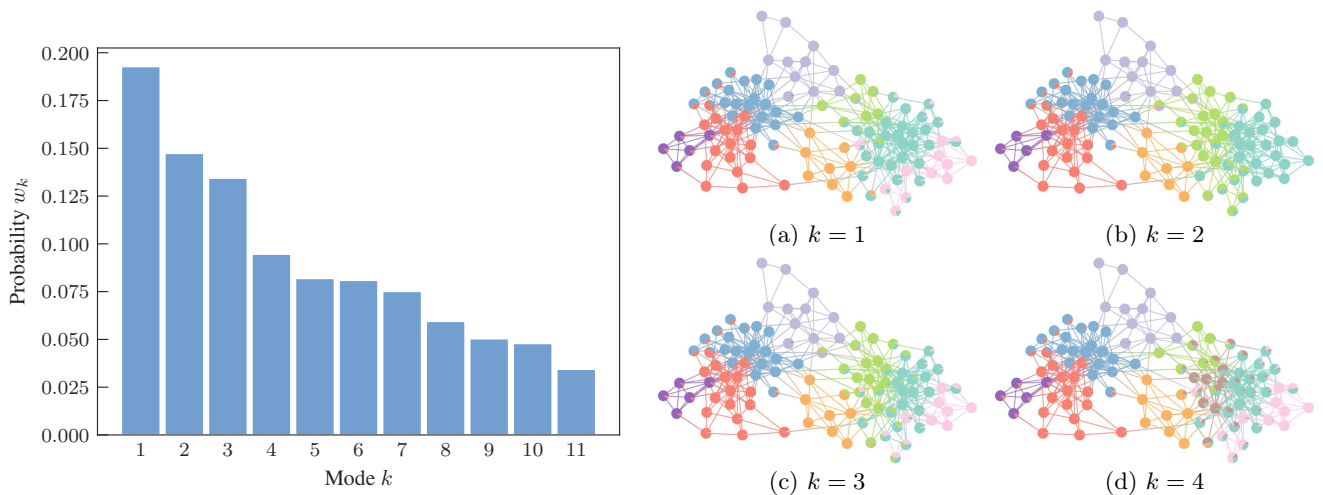 Probability w_k
0.200
0.175
0.150
0.125
0.100
0.075
0.050
0.025
0.000
1 2 3 4 5 6 7 8 9 10 11
Mode k
(a) k = 1
(b) k = 2
(c) k = 3
(d) k = 4